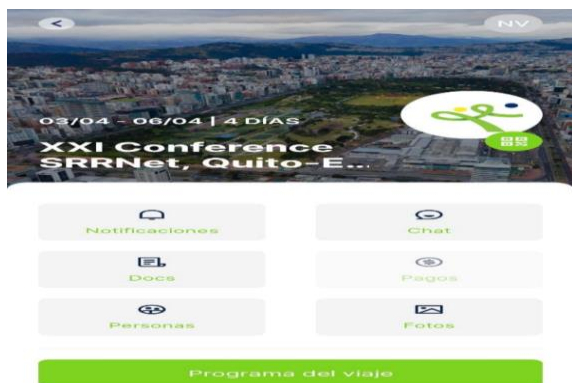 NV
03/04 - 06/04 | 4 DÍAS
XXI Conference
SRRNet, Quito-E...
Notificaciones
Chat
Docs
Pagos
Personas
Fotos
Programa del viaje